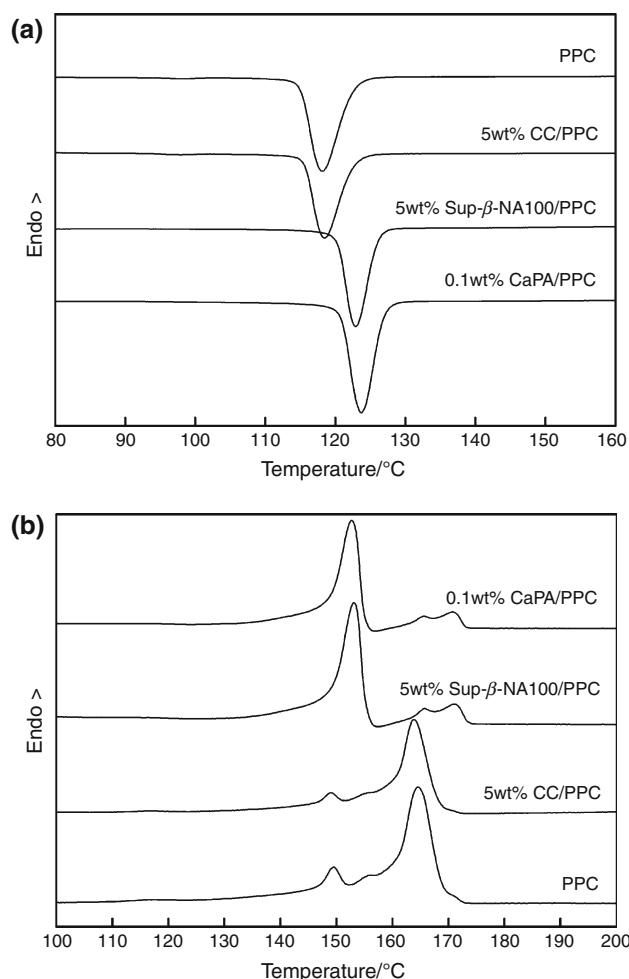 (a)
PPC
5wt% CC/PPC
5wt% Sup-β-NA100/PPC
0.1wt% CaPA/PPC
Endo >
80 90 100 110 120 130 140 150 160
Temperature/°C
(b)
0.1wt% CaPA/PPC
5wt% Sup-β-NA100/PPC
5wt% CC/PPC
PPC
Endo >
100 110 120 130 140 150 160 170 180 190 200
Temperature/°C